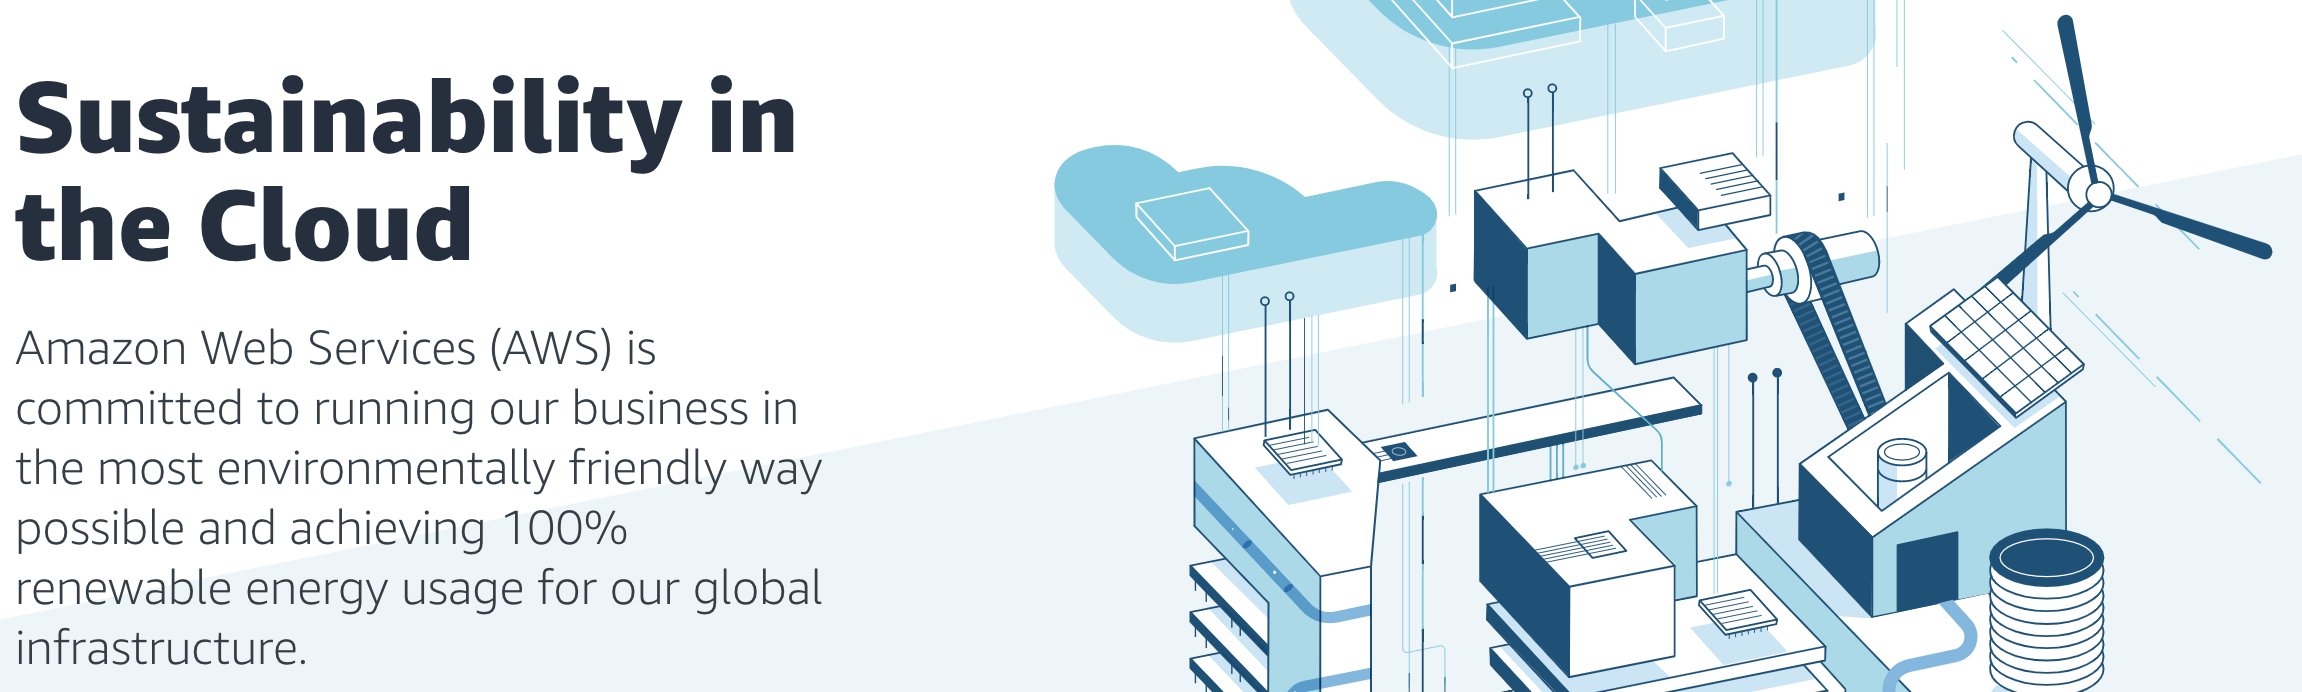 Sustainability in
the Cloud
Amazon Web Services (AWS) is
committed to running our business in
the most environmentally friendly way
possible and achieving 100%
renewable energy usage for our global
infrastructure.